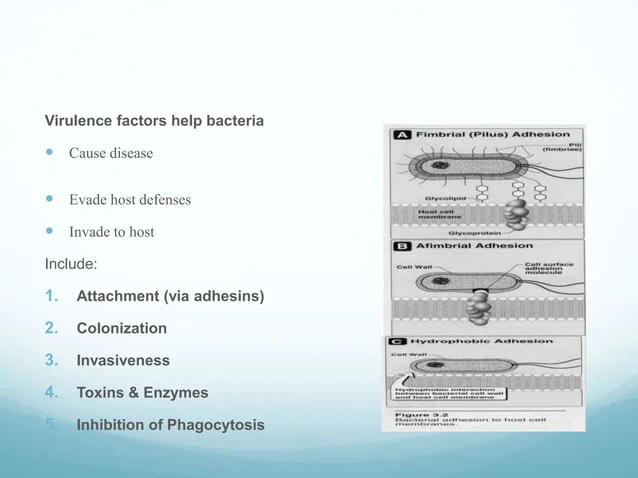 Virulence factors help bacteria
• Cause disease
• Evade host defenses
• Invade to host
Include:
1. Attachment (via adhesins)
2. Colonization
3. Invasiveness
4. Toxins & Enzymes
5. Inhibition of Phagocytosis
A Fimbrial (Pilus) Adhesion
Pili
(fimbriae)
Glycolipid
Host cell
membrane
Glycoprotein
B Afimbrial Adhesion
Cell Wall
Cell surface
adhesion
molecule
C Hydrophobic Adhesion
Cell Wall
Hydrophobic interaction
between bacterial cell wall
and host cell membrane
Figure 3.2
Bacterial adhesion to host cell
membranes.